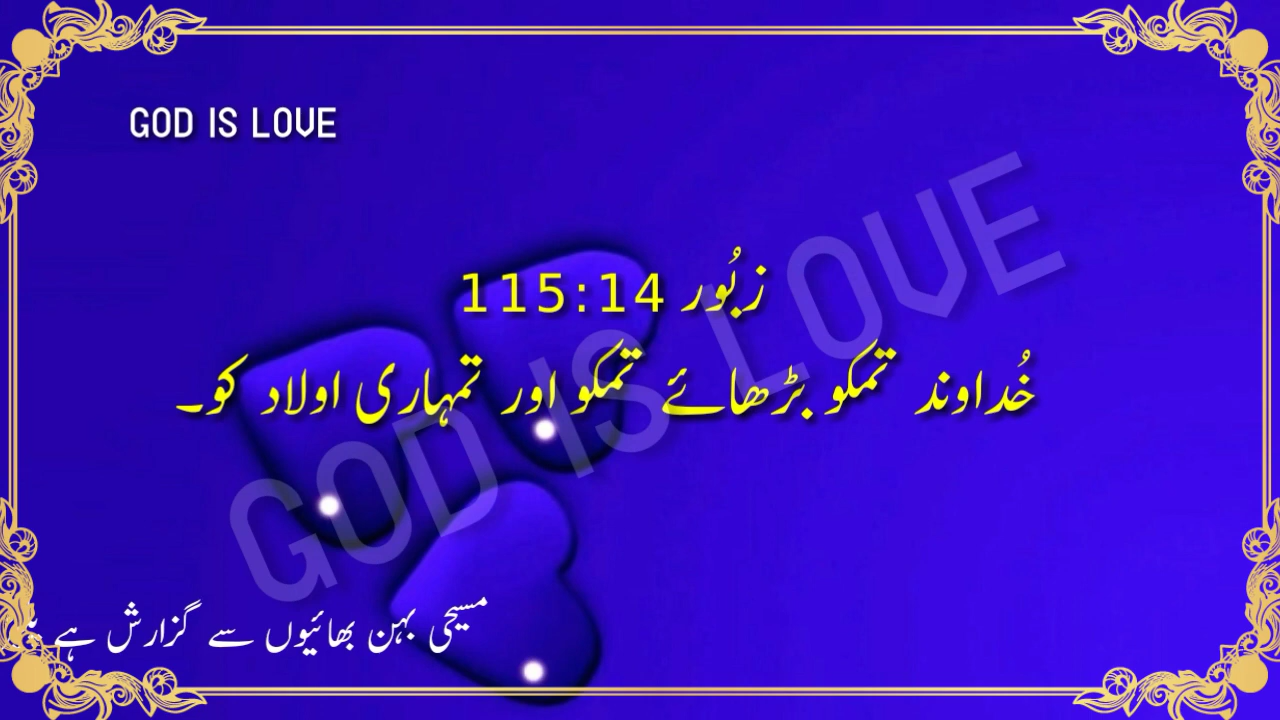 GOD IS LOVE
زبُور 115:14
خُداوند تمکو بڑھائے تمکو اور تمہاری اولاد کو۔
GOD IS LOVE
مسیحی بہن بھائیوں سے گزارش ہے